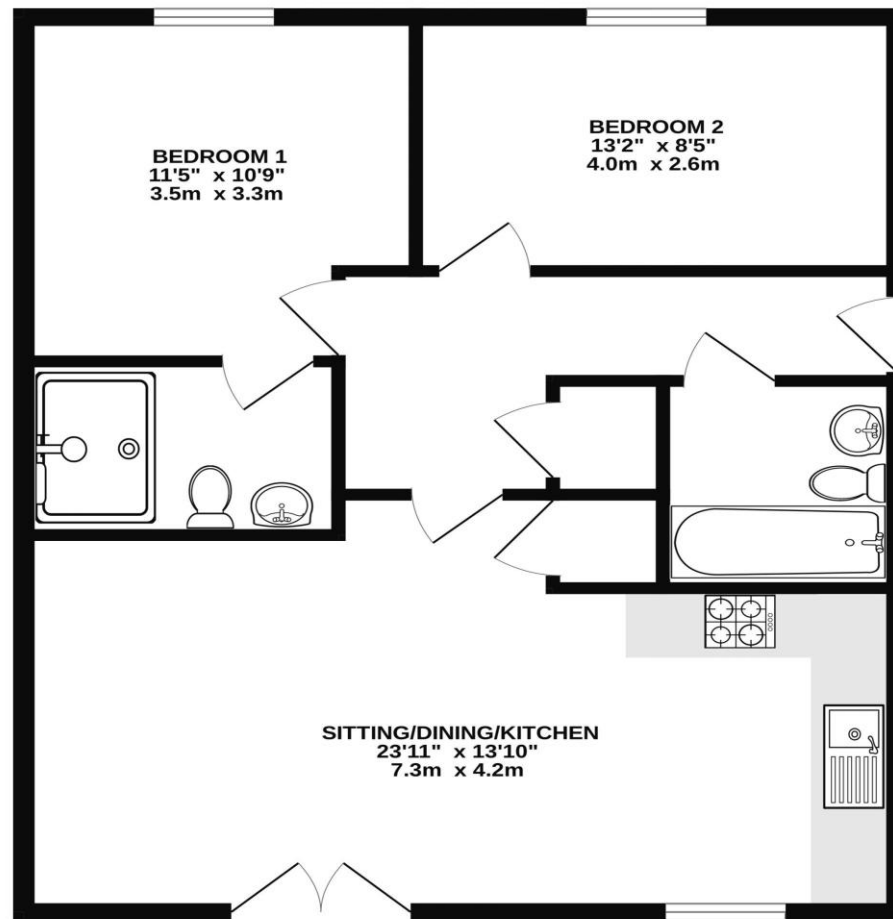 BEDROOM 1
11'5" x 10'9"
3.5m x 3.3m
BEDROOM 2
13'2" x 8'5"
4.0m x 2.6m
SITTING/DINING/KITCHEN
23'11" x 13'10"
7.3m x 4.2m